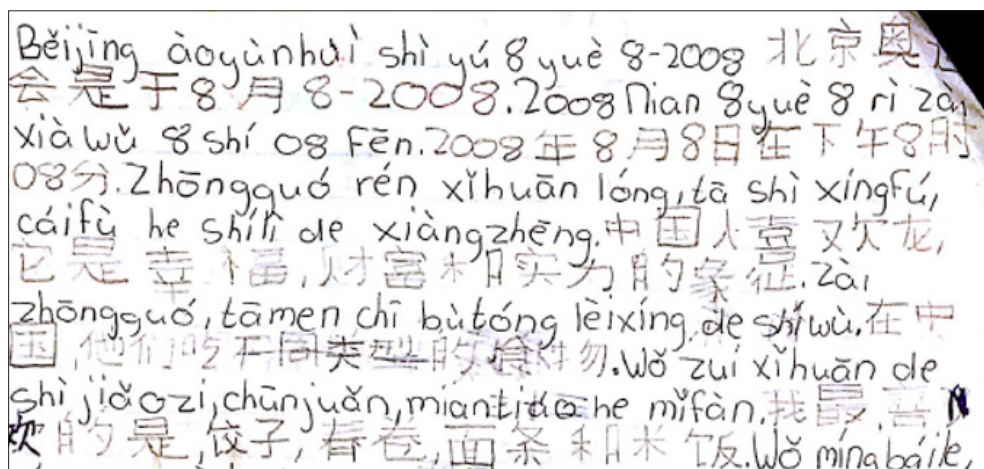 Běijīng àoyùnhuì shì yú 8 yuè 8-2008 北京奥运
会是于8月8-2008.2008 nian 8 yuè 8 rì zài
xià wǔ 8 shí 08 Fēn.2008年8月8日在下午8时
08分.Zhōngguó rén xǐhuān lóng,tā shì xíngfú,
cáifù he shílì de xiàngzhēng.中国人喜欢龙,
它是幸福,财富和实力的象征.zài
zhōngguó,tāmen chī bùtóng lèixíng de shíwù.在中
国,他们吃不同类型的食物.Wǒ zuì xǐhuān de
shì jiǎozi,chūnjuǎn,miantiáo he mǐfàn.我最喜
欢的是,饺子,春卷,面条和米饭.Wǒ míngbáile,